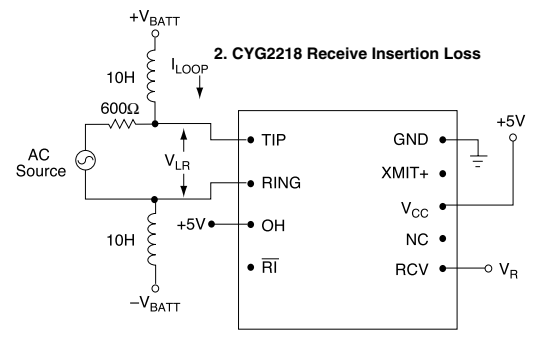 +V_BATT
2. CYG2218 Receive Insertion Loss
I_LOOP
10H
600Ω
+5V
TIP
GND
AC
Source
V_LR
XMIT+
RING
V_CC
+5V
OH
10H
NC
R̅I̅
RCV
V_R
−V_BATT